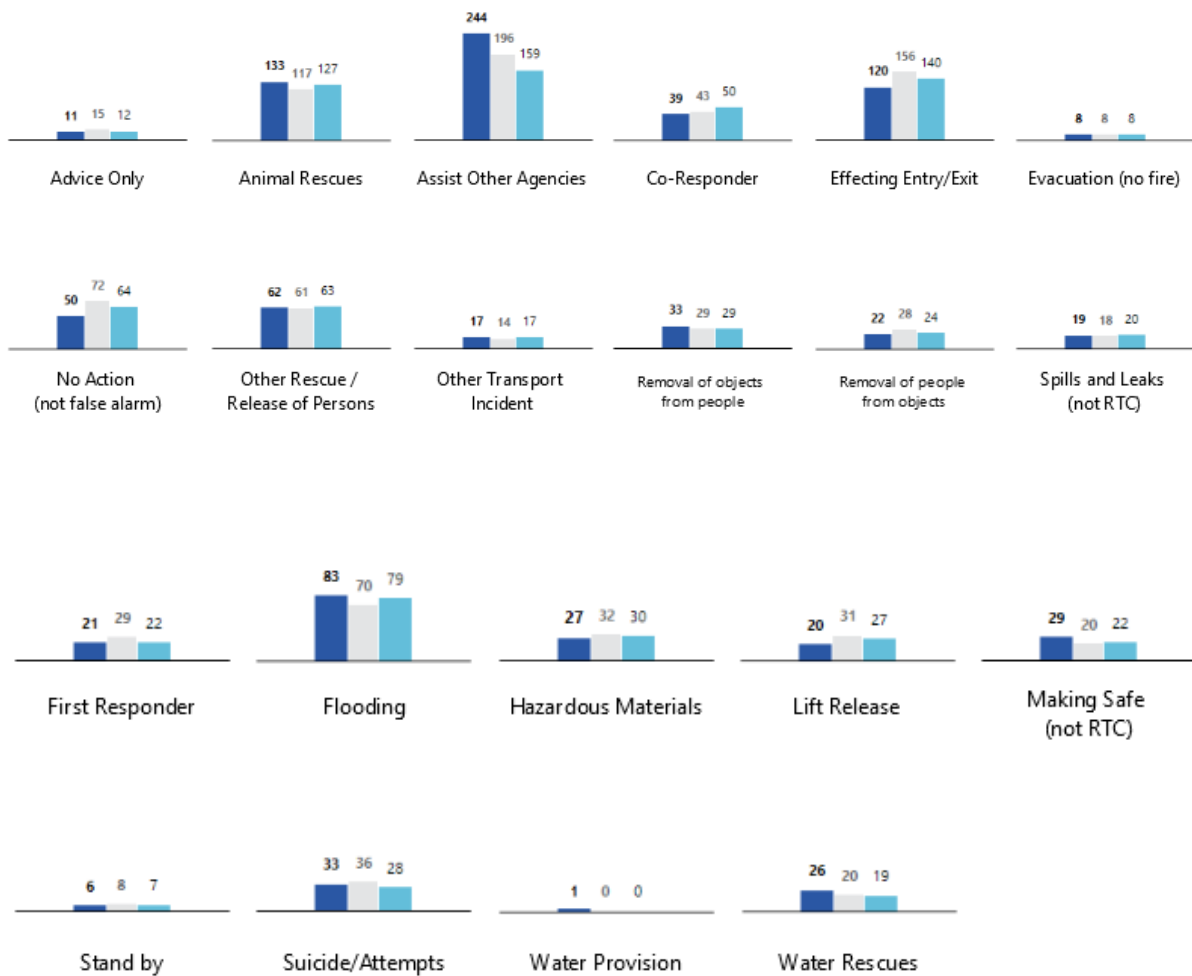 244
196
159
133
117
127
120
156
140
11
15
12
39
43
50
8
8
8
Advice Only
Animal Rescues
Assist Other Agencies
Co-Responder
Effecting Entry/Exit
Evacuation (no fire)
50
72
64
62
61
63
17
14
17
33
29
29
22
28
24
19
18
20
No Action
(not false alarm)
Other Rescue /
Release of Persons
Other Transport
Incident
Removal of objects
from people
Removal of people
from objects
Spills and Leaks
(not RTC)
21
29
22
83
70
79
27
32
30
20
31
27
29
20
22
First Responder
Flooding
Hazardous Materials
Lift Release
Making Safe
(not RTC)
6
8
7
33
36
28
1
0
0
26
20
19
Stand by
Suicide/Attempts
Water Provision
Water Rescues